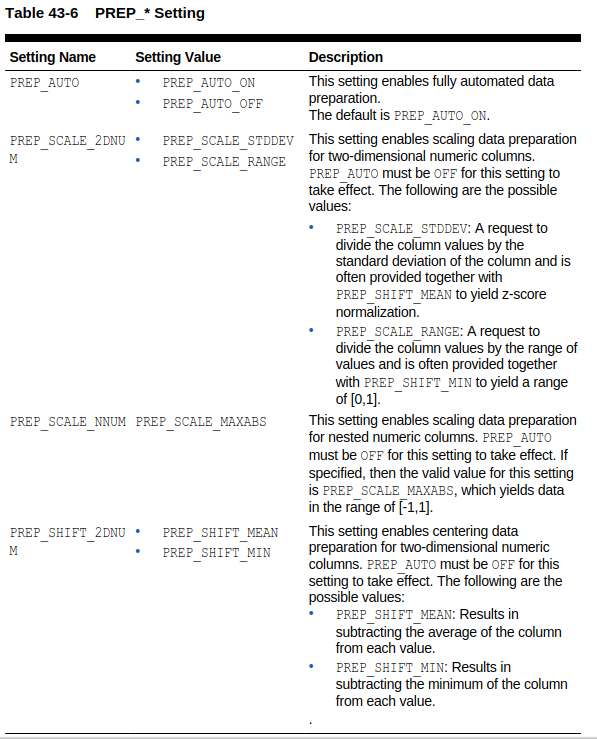 Table 43-6 PREP_* Setting
Setting Name Setting Value Description
PREP_AUTO
• PREP_AUTO_ON
• PREP_AUTO_OFF
This setting enables fully automated data
preparation.
The default is PREP_AUTO_ON.
PREP_SCALE_2DNU
M
• PREP_SCALE_STDDEV
• PREP_SCALE_RANGE
This setting enables scaling data preparation
for two-dimensional numeric columns.
PREP_AUTO must be OFF for this setting to
take effect. The following are the possible
values:
• PREP_SCALE_STDDEV: A request to
divide the column values by the
standard deviation of the column and is
often provided together with
PREP_SHIFT_MEAN to yield z-score
normalization.
• PREP_SCALE_RANGE: A request to
divide the column values by the range of
values and is often provided together
with PREP_SHIFT_MIN to yield a range
of [0,1].
PREP_SCALE_NNUM PREP_SCALE_MAXABS
This setting enables scaling data preparation
for nested numeric columns. PREP_AUTO
must be OFF for this setting to take effect. If
specified, then the valid value for this setting
is PREP_SCALE_MAXABS, which yields data
in the range of [-1,1].
PREP_SHIFT_2DNU
M
• PREP_SHIFT_MEAN
• PREP_SHIFT_MIN
This setting enables centering data
preparation for two-dimensional numeric
columns. PREP_AUTO must be OFF for this
setting to take effect. The following are the
possible values:
• PREP_SHIFT_MEAN: Results in
subtracting the average of the column
from each value.
• PREP_SHIFT_MIN: Results in
subtracting the minimum of the column
from each value.
.